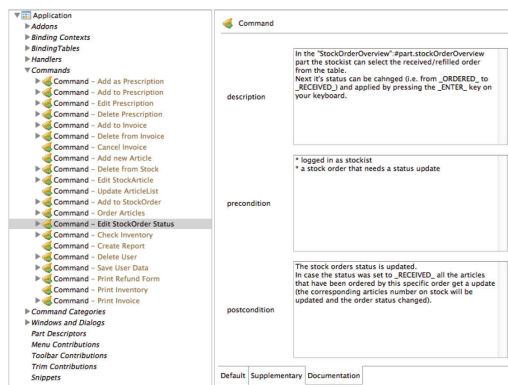 Application
Addons
Binding Contexts
BindingTables
Handlers
Commands
Command - Add as Prescription
Command - Add to Prescription
Command - Edit Prescription
Command - Delete Prescription
Command - Add to Invoice
Command - Delete from Invoice
Command - Cancel Invoice
Command - Add new Article
Command - Delete from Stock
Command - Edit StockArticle
Command - Update ArticleList
Command - Add to StockOrder
Command - Order Articles
Command - Edit StockOrder Status
Command - Check Inventory
Command - Create Report
Command - Delete User
Command - Save User Data
Command - Print Refund Form
Command - Print Inventory
Command - Print Invoice
Command Categories
Windows and Dialogs
Part Descriptors
Menu Contributions
Toolbar Contributions
Trim Contributions
Snippets
Command
description
In the "StockOrderOverview":#part.stockOrderOverview
part the stockist can select the received/refilled order
from the table.
Next it's status can be cahnged (i.e. from _ORDERED_ to
_RECEIVED_) and applied by pressing the _ENTER_ key on
your keyboard.
precondition
* logged in as stockist
* a stock order that needs a status update
postcondition
The stock orders status is updated.
In case the status was set to _RECEIVED_ all the articles
that have been ordered by this specific order get a update
(the corresponding articles number on stock will be
updated and the order status changed).
Default Supplementary Documentation